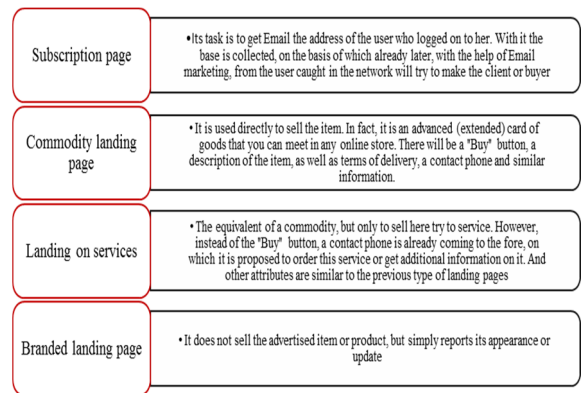 Subscription page
•Its task is to get Email the address of the user who logged on to her. With it the
base is collected, on the basis of which already later, with the help of Email
marketing, from the user caught in the network will try to make the client or buyer
Commodity landing
page
• It is used directly to sell the item. In fact, it is an advanced (extended) card of
goods that you can meet in any online store. There will be a "Buy" button, a
description of the item, as well as terms of delivery, a contact phone and similar
information.
Landing on services
• The equivalent of a commodity, but only to sell here try to service. However,
instead of the "Buy" button, a contact phone is already coming to the fore, on
which it is proposed to order this service or get additional information on it. And
other attributes are similar to the previous type of landing pages
Branded landing page
• It does not sell the advertised item or product, but simply reports its appearance or
update